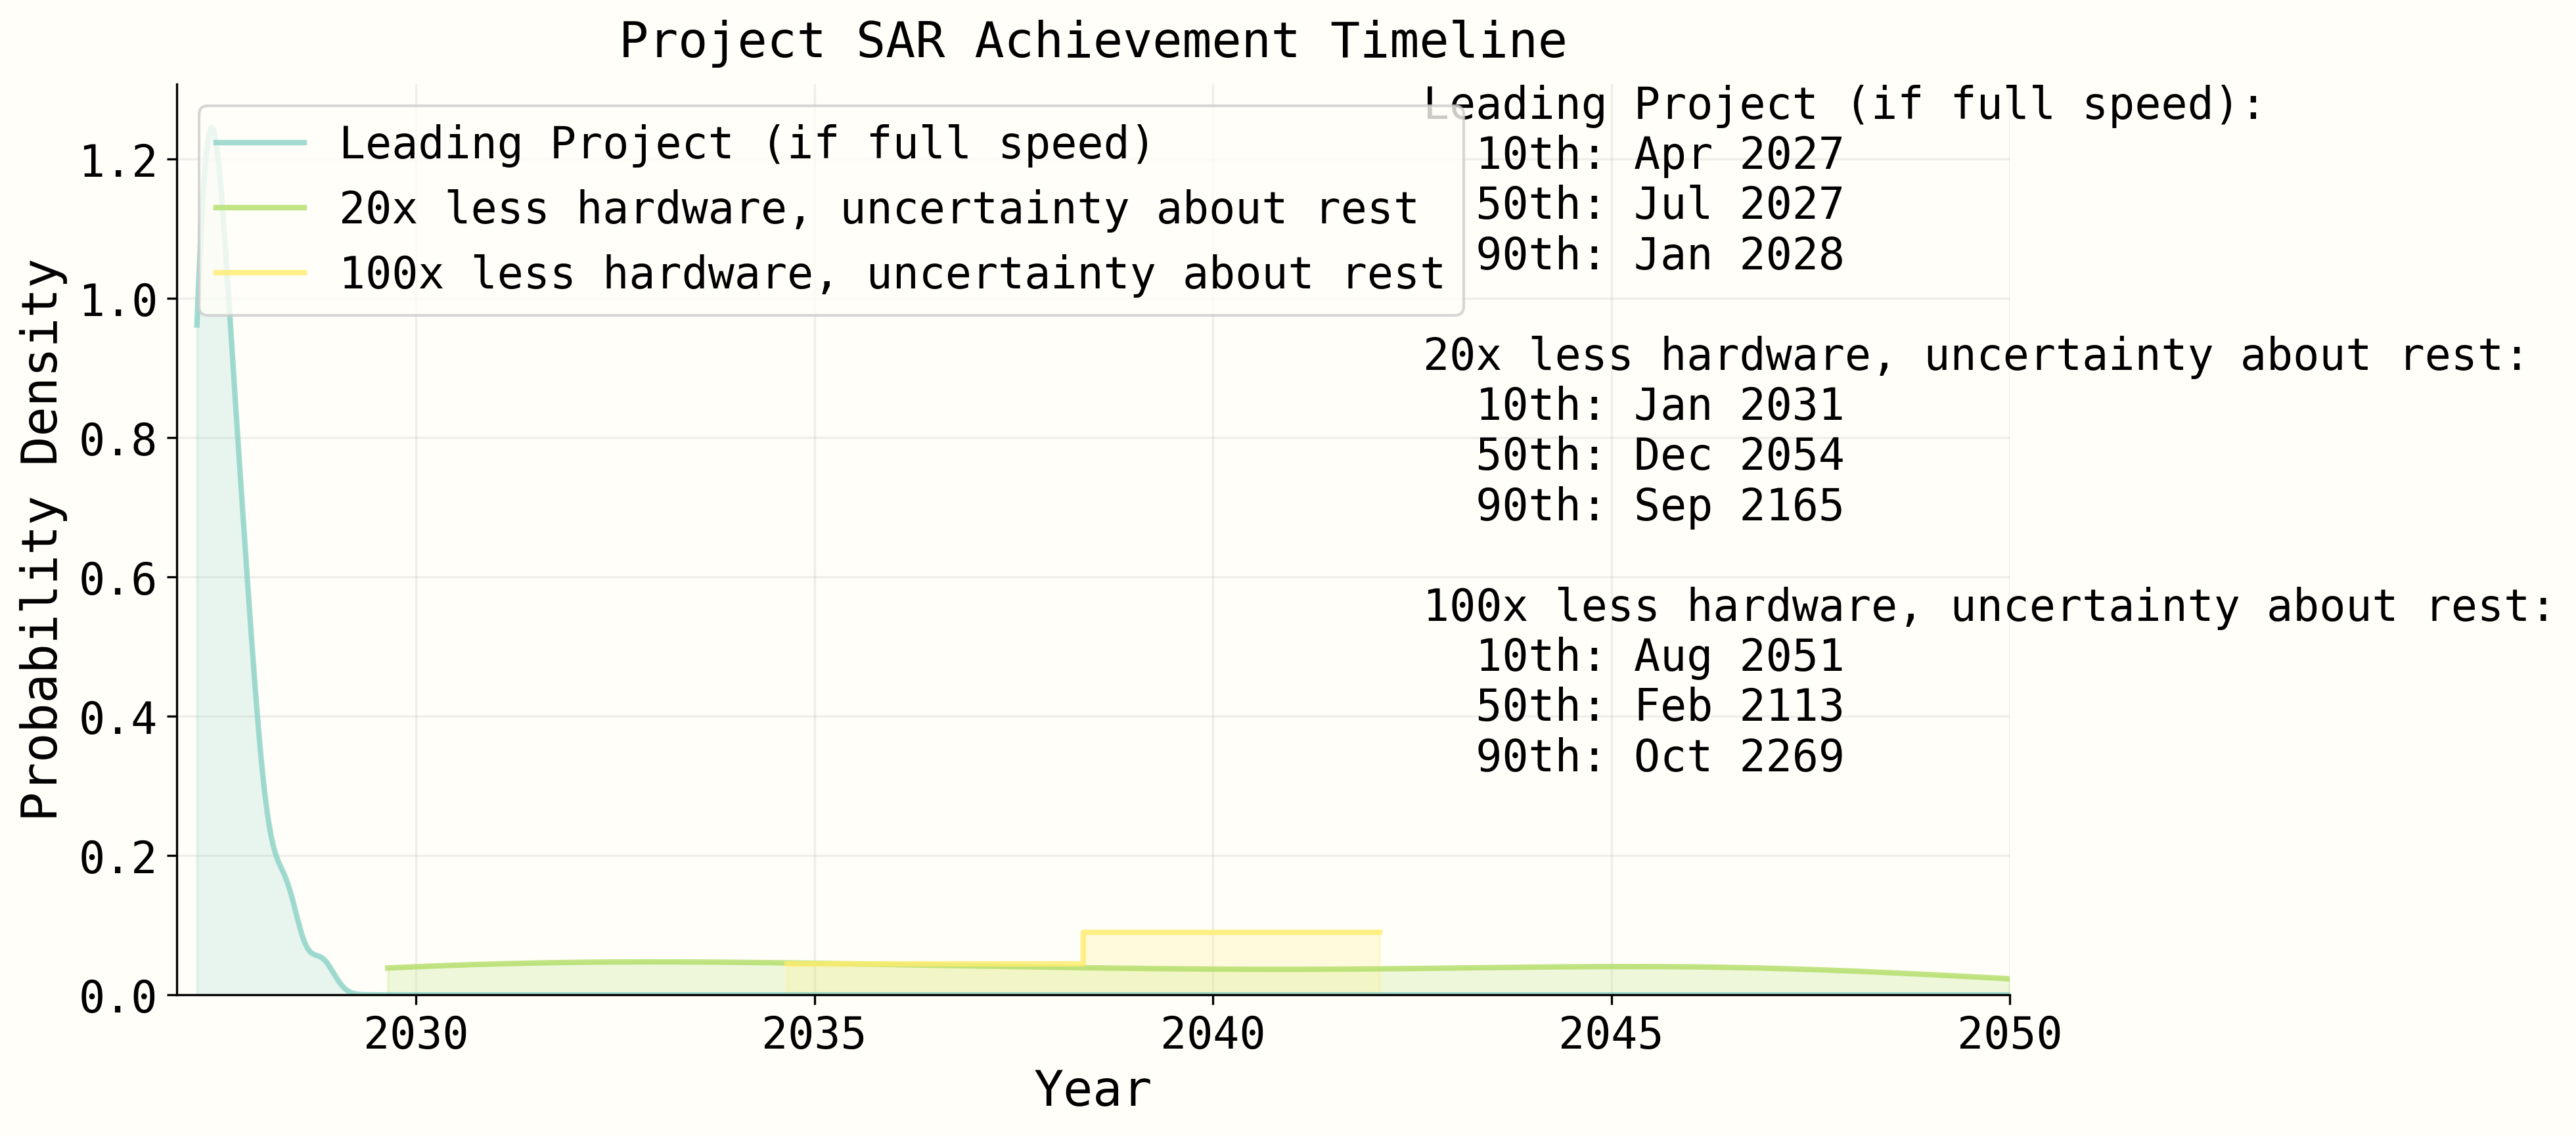 Project SAR Achievement Timeline
Leading Project (if full speed)
20x less hardware, uncertainty about rest
100x less hardware, uncertainty about rest
Leading Project (if full speed):
10th: Apr 2027
50th: Jul 2027
90th: Jan 2028
20x less hardware, uncertainty about rest:
10th: Jan 2031
50th: Dec 2054
90th: Sep 2165
100x less hardware, uncertainty about rest:
10th: Aug 2051
50th: Feb 2113
90th: Oct 2269
Probability Density
1.2
1.0
0.8
0.6
0.4
0.2
0.0
2030 2035 2040 2045 2050
Year